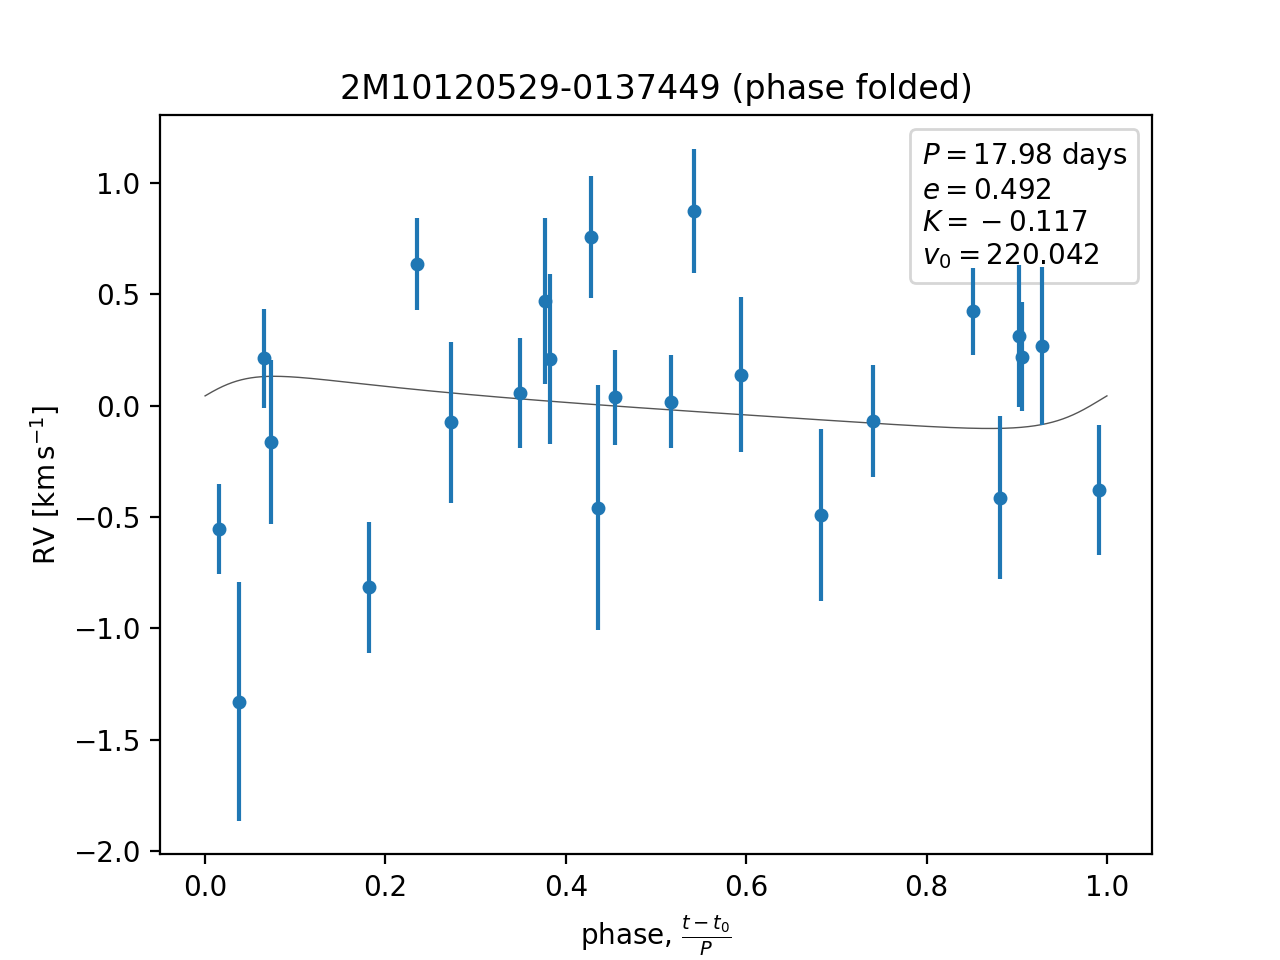 2M10120529-0137449 (phase folded)
P = 17.98 days
e = 0.492
K = −0.117
v₀ = 220.042
1.0
0.5
0.0
−0.5
−1.0
−1.5
−2.0
RV [km s⁻¹]
0.0 0.2 0.4 0.6 0.8 1.0
phase, (t − t₀)/P